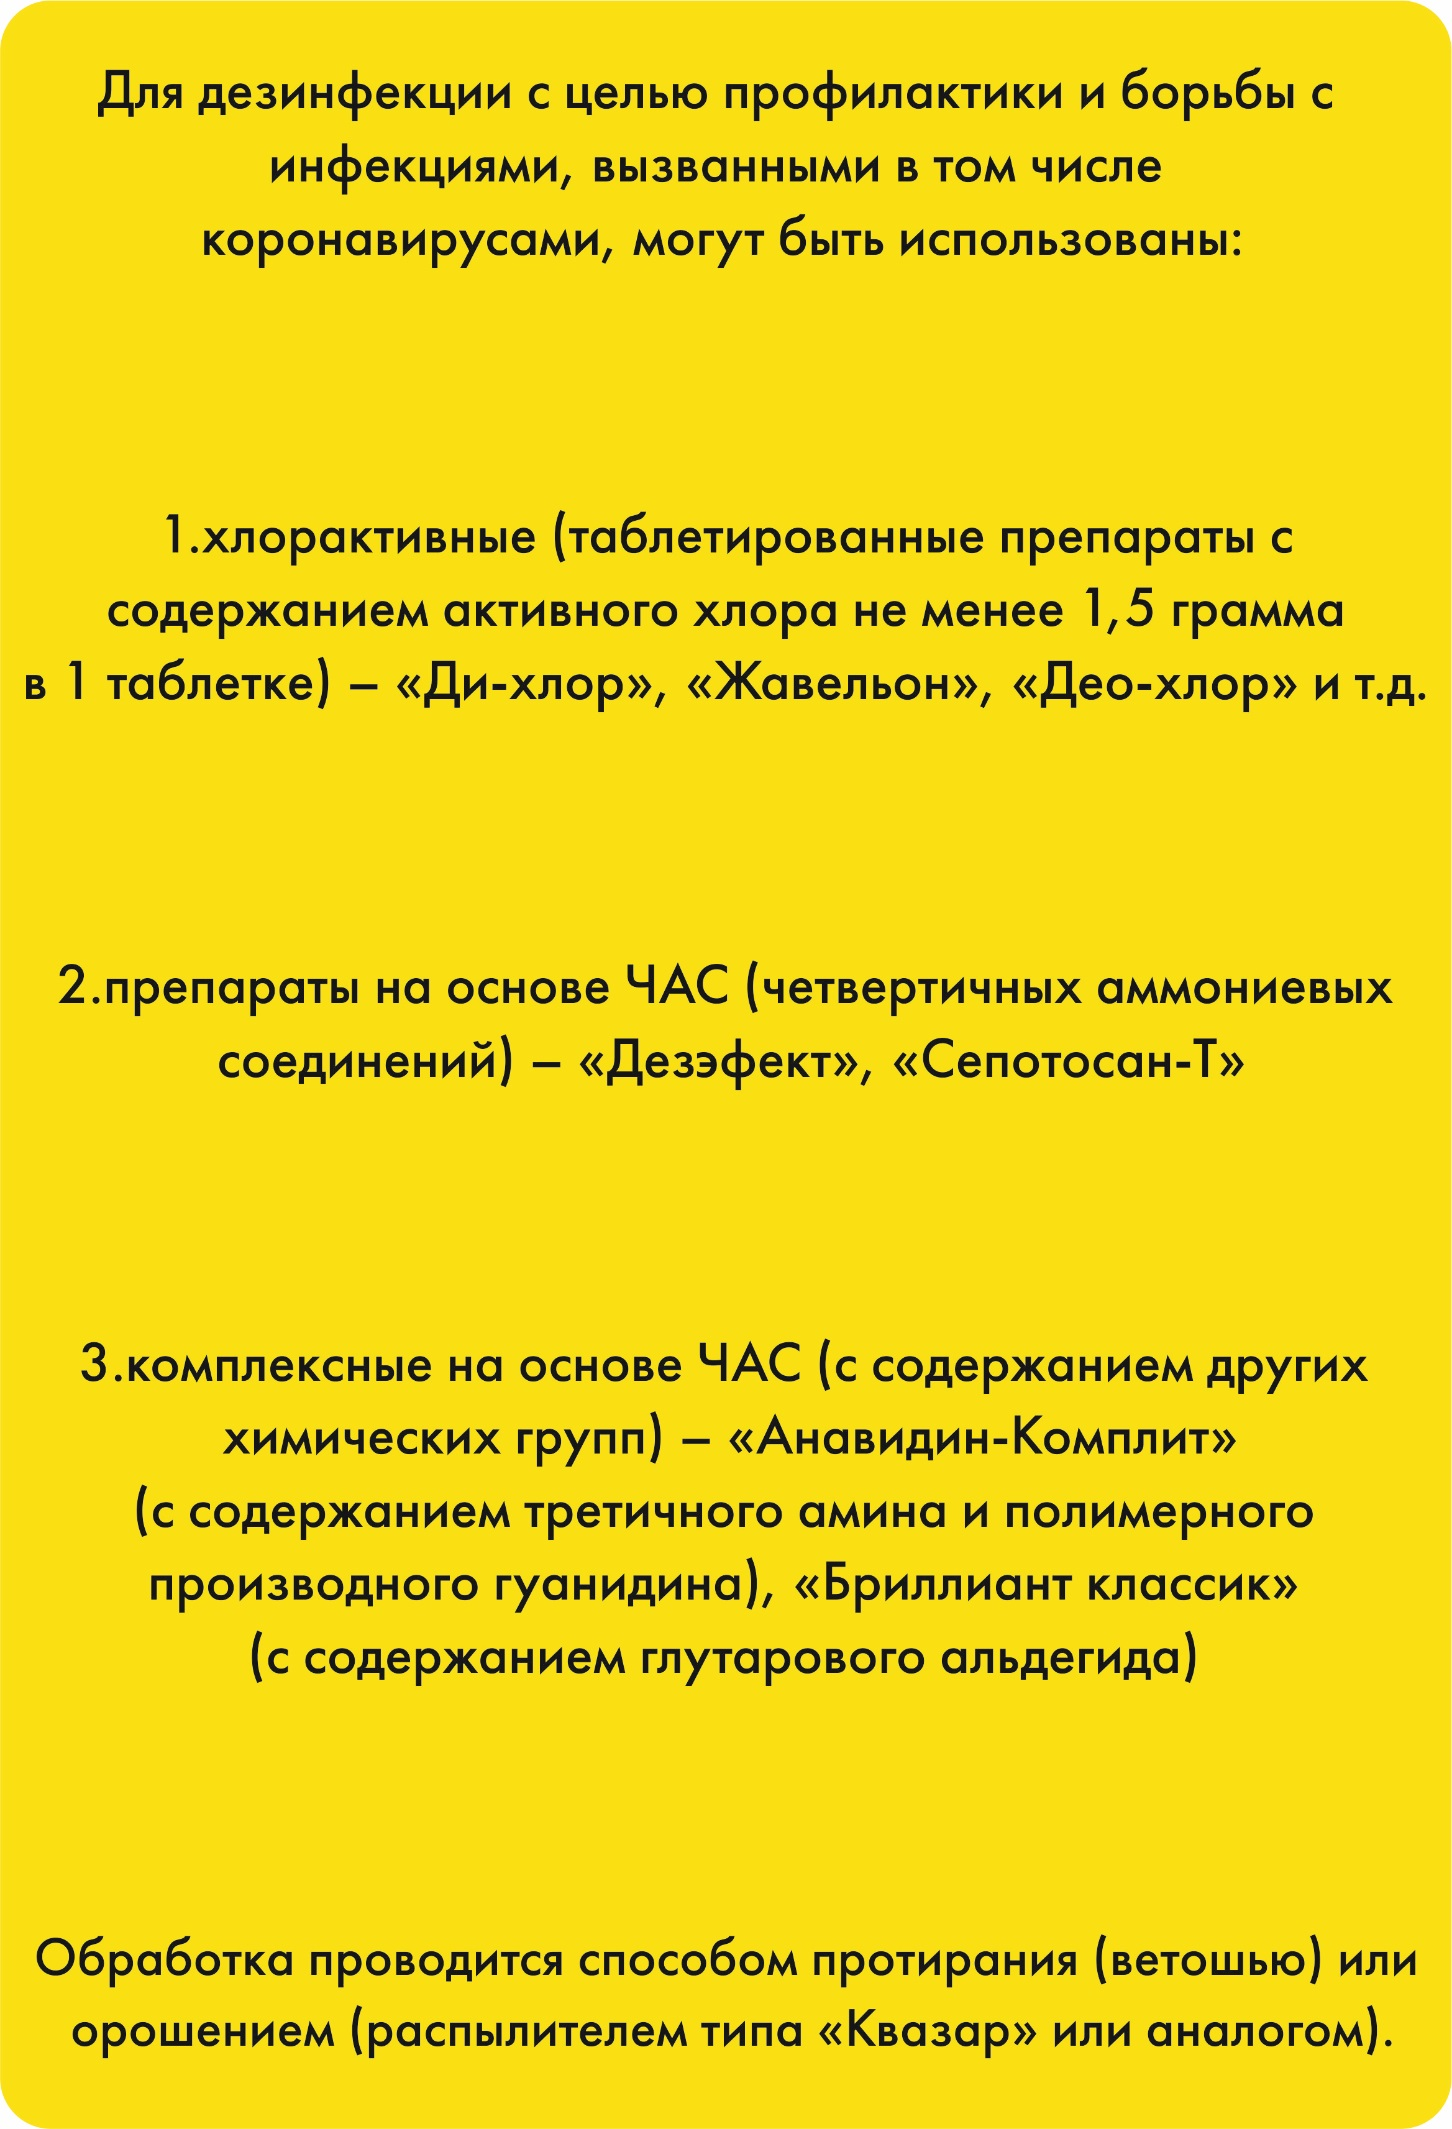 Для дезинфекции с целью профилактики и борьбы с
инфекциями, вызванными в том числе
коронавирусами, могут быть использованы:
1.хлорактивные (таблетированные препараты с
содержанием активного хлора не менее 1,5 грамма
в 1 таблетке) – «Ди-хлор», «Жавельон», «Део-хлор» и т.д.
2.препараты на основе ЧАС (четвертичных аммониевых
соединений) – «Дезэфект», «Сепотосан-Т»
3.комплексные на основе ЧАС (с содержанием других
химических групп) – «Анавидин-Комплит»
(с содержанием третичного амина и полимерного
производного гуанидина), «Бриллиант классик»
(с содержанием глутарового альдегида)
Обработка проводится способом протирания (ветошью) или
орошением (распылителем типа «Квазар» или аналогом).